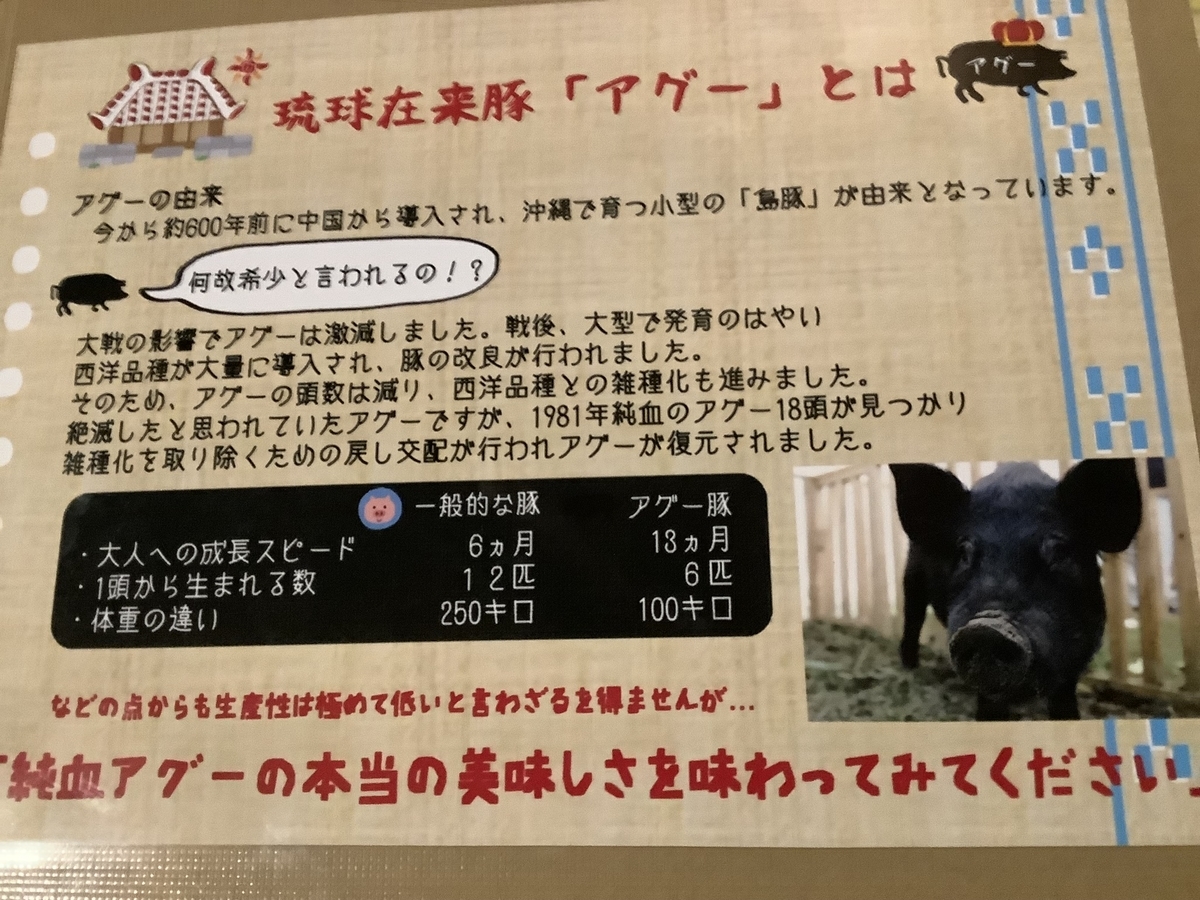 琉球在来豚「アグー」とは
アグー
アグーの由来
今から約600年前に中国から導入され、沖縄で育つ小型の「島豚」が由来となっています。
何故希少と言われるの！？
大戦の影響でアグーは激減しました。戦後、大型で発育のはやい
西洋品種が大量に導入され、豚の改良が行われました。
そのため、アグーの頭数は減り、西洋品種との雑種化も進みました。
絶滅したと思われていたアグーですが、1981年純血のアグー18頭が見つかり
雑種化を取り除くための戻し交配が行われアグーが復元されました。
一般的な豚 アグー豚
・大人への成長スピード 6ヵ月 13ヵ月
・1頭から生まれる数 12匹 6匹
・体重の違い 250キロ 100キロ
などの点からも生産性は極めて低いと言わざるを得ませんが…
「純血アグーの本当の美味しさを味わってみてください」